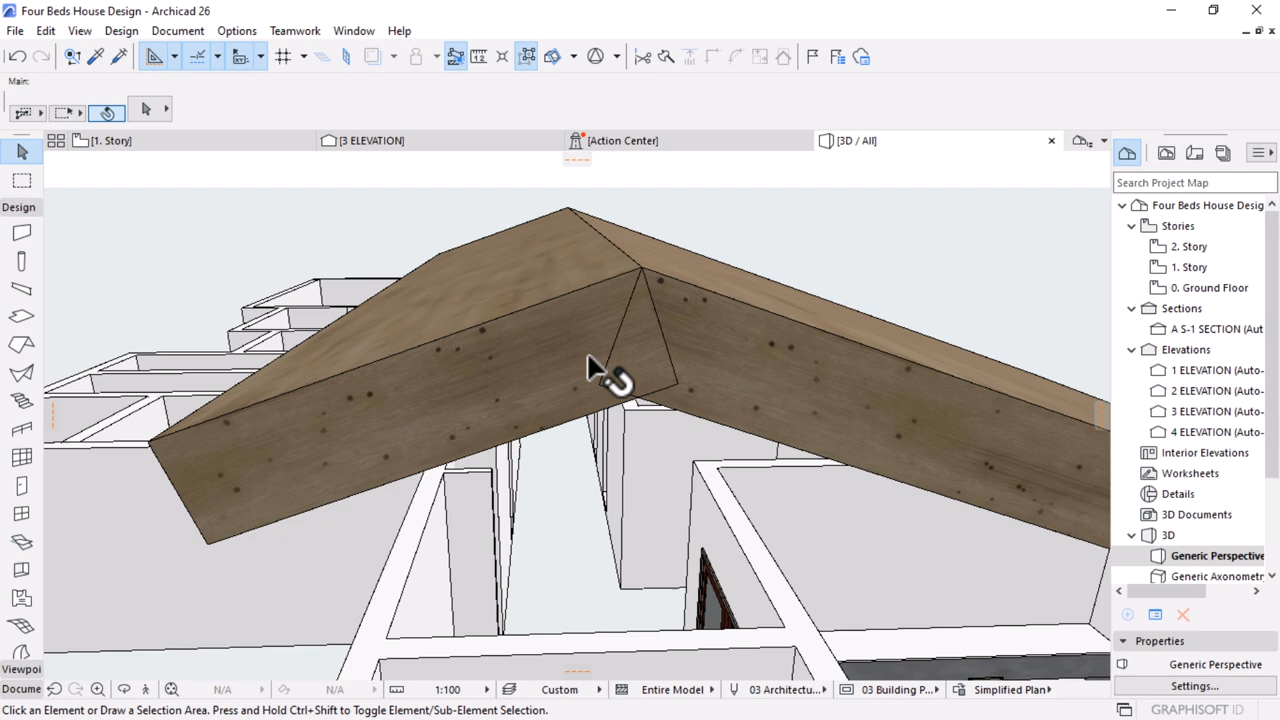 Four Beds House Design - Archicad 26
File Edit View Design Document Options Teamwork Window Help
Main:
[1. Story]
[3 ELEVATION]
[Action Center]
[3D / All]
Design
Viewpoi
Docume
Search Project Map
Four Beds House Desig
Stories
2. Story
1. Story
0. Ground Floor
Sections
A S-1 SECTION (Aut
Elevations
1 ELEVATION (Auto-
2 ELEVATION (Auto-
3 ELEVATION (Auto-
4 ELEVATION (Auto-
Interior Elevations
Worksheets
Details
3D Documents
3D
Generic Perspective
Generic Axonomet
Properties
Generic Perspective
Settings...
N/A
N/A
1:100
Custom
Entire Model
03 Architectu...
03 Building P...
Simplified Plan
Click an Element or Draw a Selection Area. Press and Hold Ctrl+Shift to Toggle Element/Sub-Element Selection.
GRAPHISOFT ID